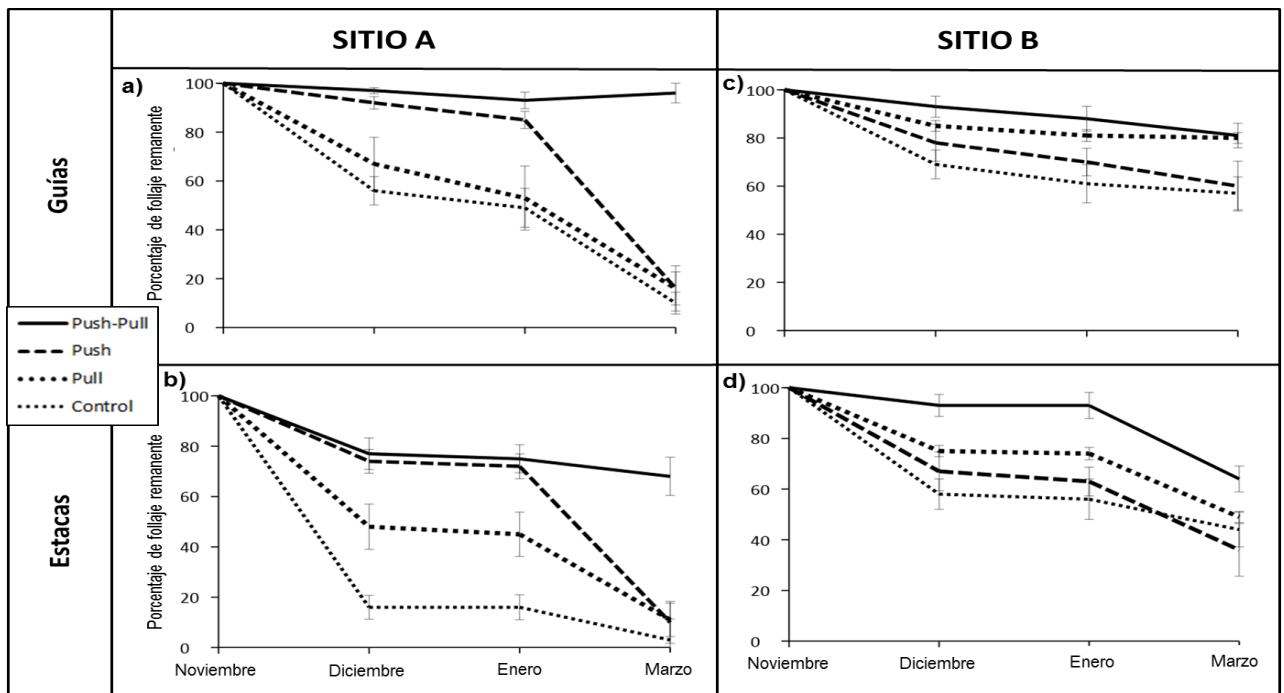 SITIO A
SITIO B
Guías
a)
Porcentaje de follaje remanente
100
80
60
40
20
0
c)
100
80
60
40
20
0
Push-Pull
Push
Pull
Control
Estacas
b)
Porcentaje de follaje remanente
100
80
60
40
20
0
Noviembre Diciembre Enero Marzo
d)
100
80
60
40
20
0
Noviembre Diciembre Enero Marzo